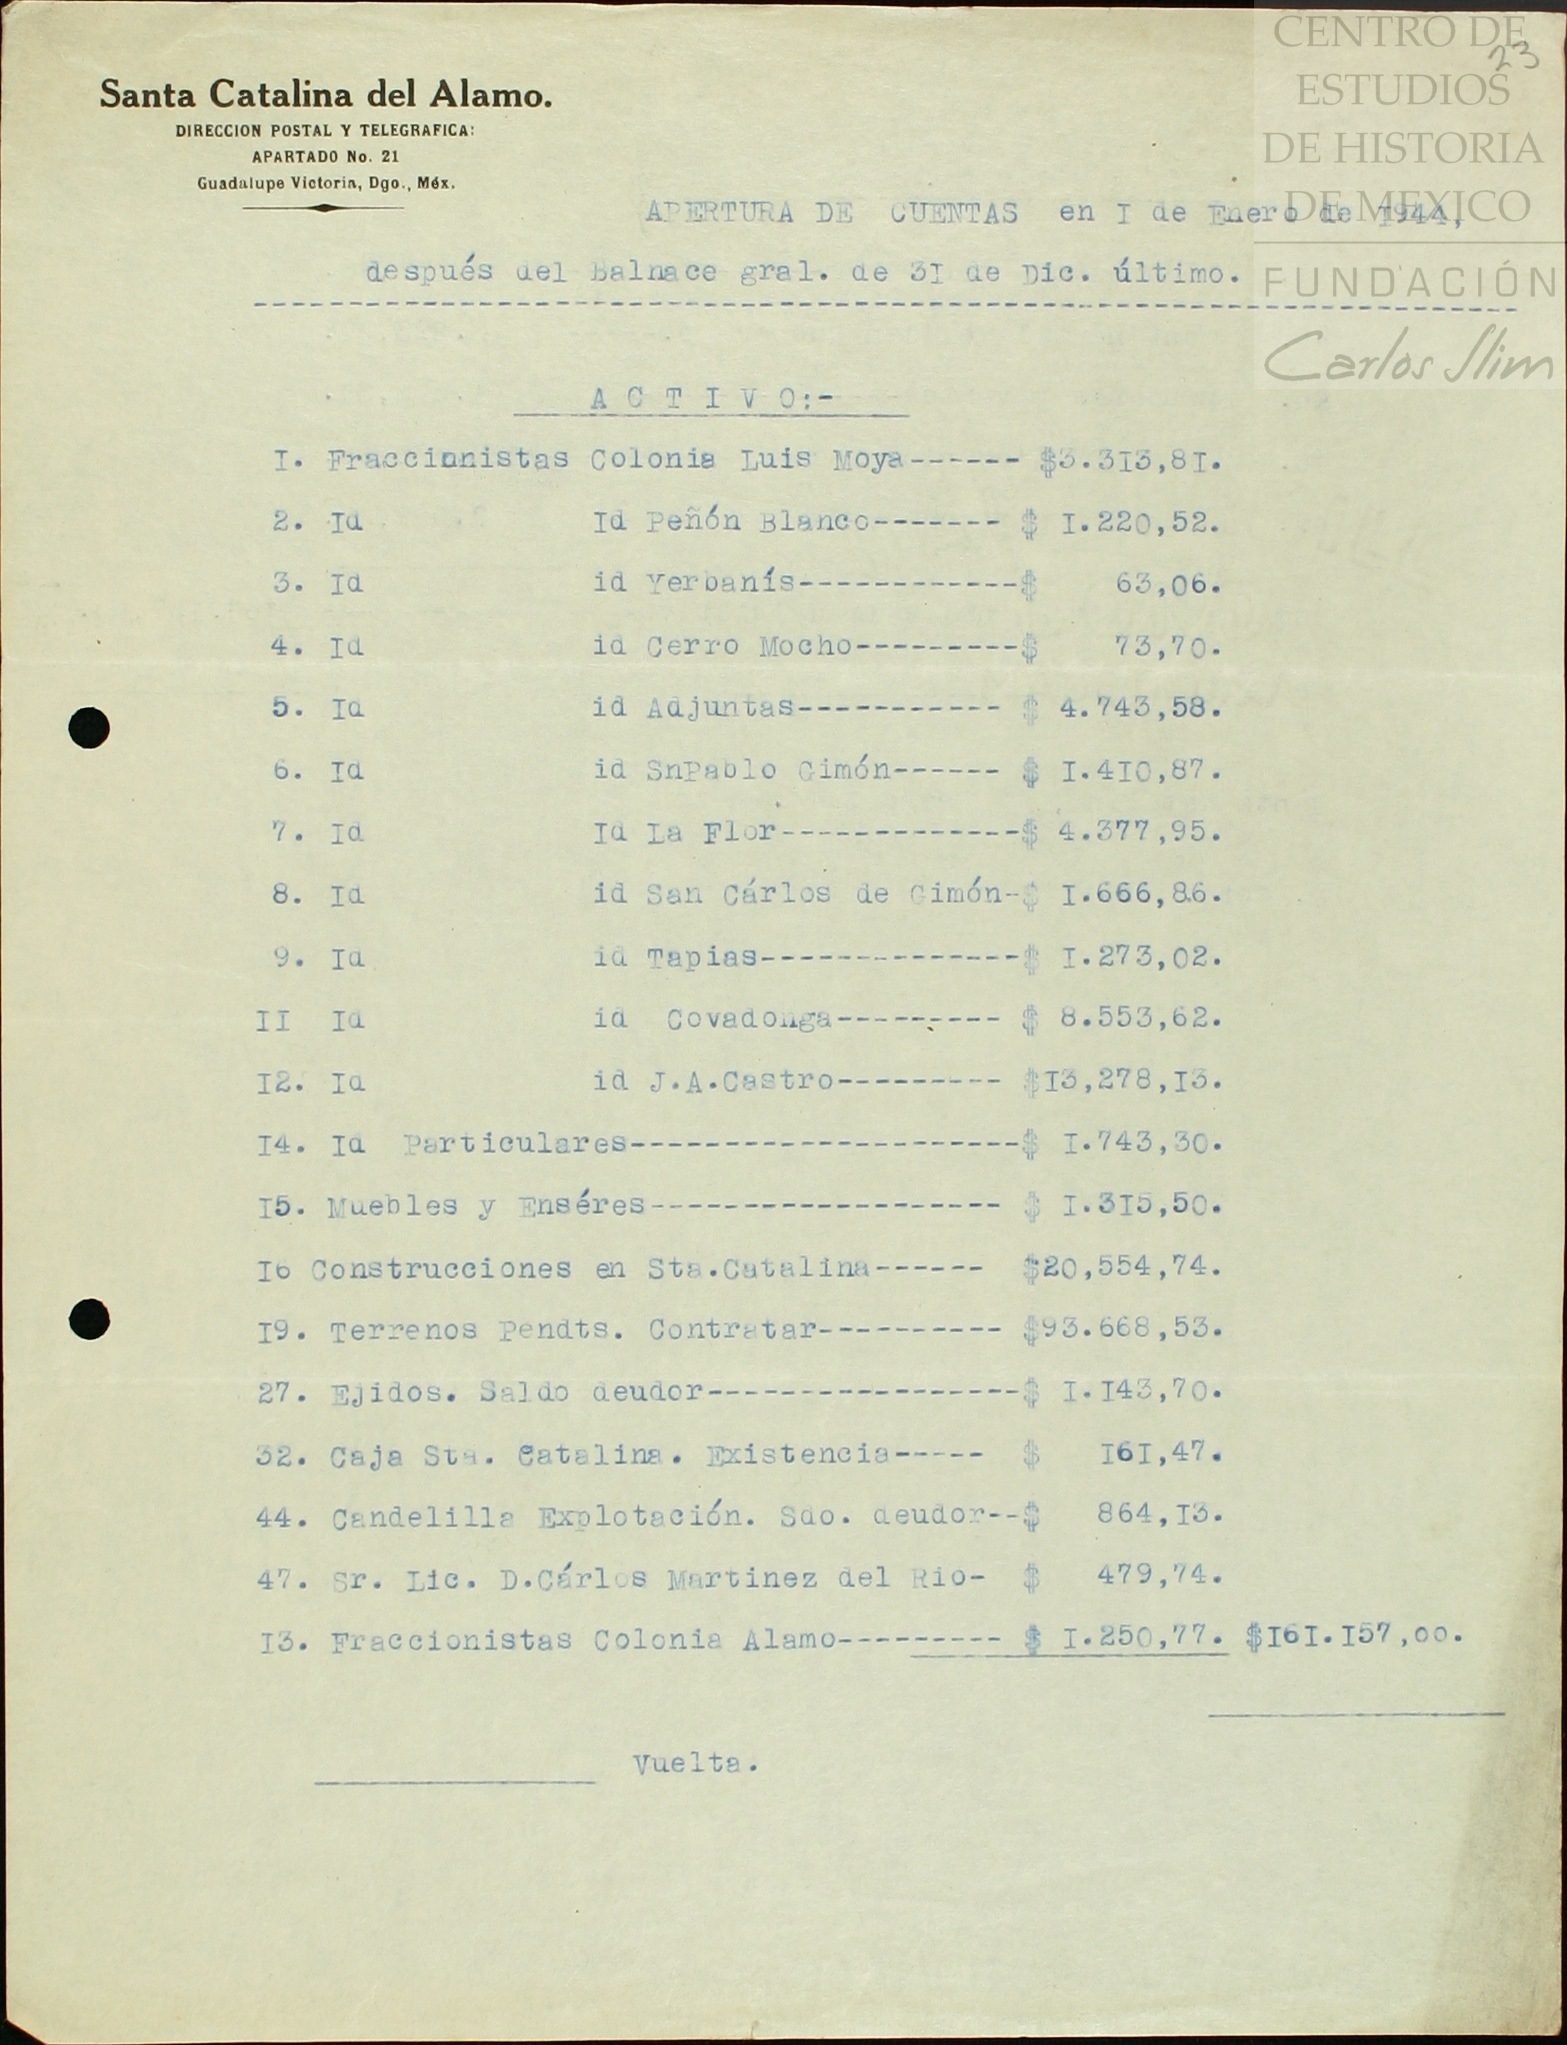 CENTRO DE
ESTUDIOS
DE HISTORIA
DE MEXICO
FUNDACIÓN
Carlos Slim
23
Santa Catalina del Alamo.
DIRECCION POSTAL Y TELEGRAFICA:
APARTADO No. 21
Guadalupe Victoria, Dgo., Méx.
APERTURA DE CUENTAS en I de Enero de I944,
después del Balnace gral. de 3I de Dic. último.
A C T I V O:-
I. Fraccinnistas Colonia Luis Moya------ $3.3I3,8I.
2. Id Id Peñón Blanco------- $ I.220,52.
3. Id id Yerbanís------------$ 63,06.
4. Id id Cerro Mocho---------$ 73,70.
5. Id id Adjuntas----------- $ 4.743,58.
6. Id id SnPablo Gimón------ $ I.4I0,87.
7. Id Id La Flor-------------$ 4.377,95.
8. Id id San Cárlos de Gimón-$ I.666,86.
9. Id id Tapias--------------$ I.273,02.
II Id id Covadonga--------- $ 8.553,62.
I2. Id id J.A.Castro--------- $I3,278,I3.
I4. Id Particulares---------------------$ I.743,30.
I5. Muebles y Enséres------------------- $ I.3I5,50.
I6 Construcciones en Sta.Catalina------ $20,554,74.
I9. Terrenos Pendts. Contratar---------- $93.668,53.
27. Ejidos. Saldo deudor-----------------$ I.I43,70.
32. Caja Sta. Catalina. Existencia----- $ I6I,47.
44. Candelilla Explotación. Sdo. deudor--$ 864,I3.
47. Sr. Lic. D.Cárlos Martinez del Rio- $ 479,74.
I3. Fraccionistas Colonia Alamo--------- $ I.250,77. $I6I.I57,00.
Vuelta.